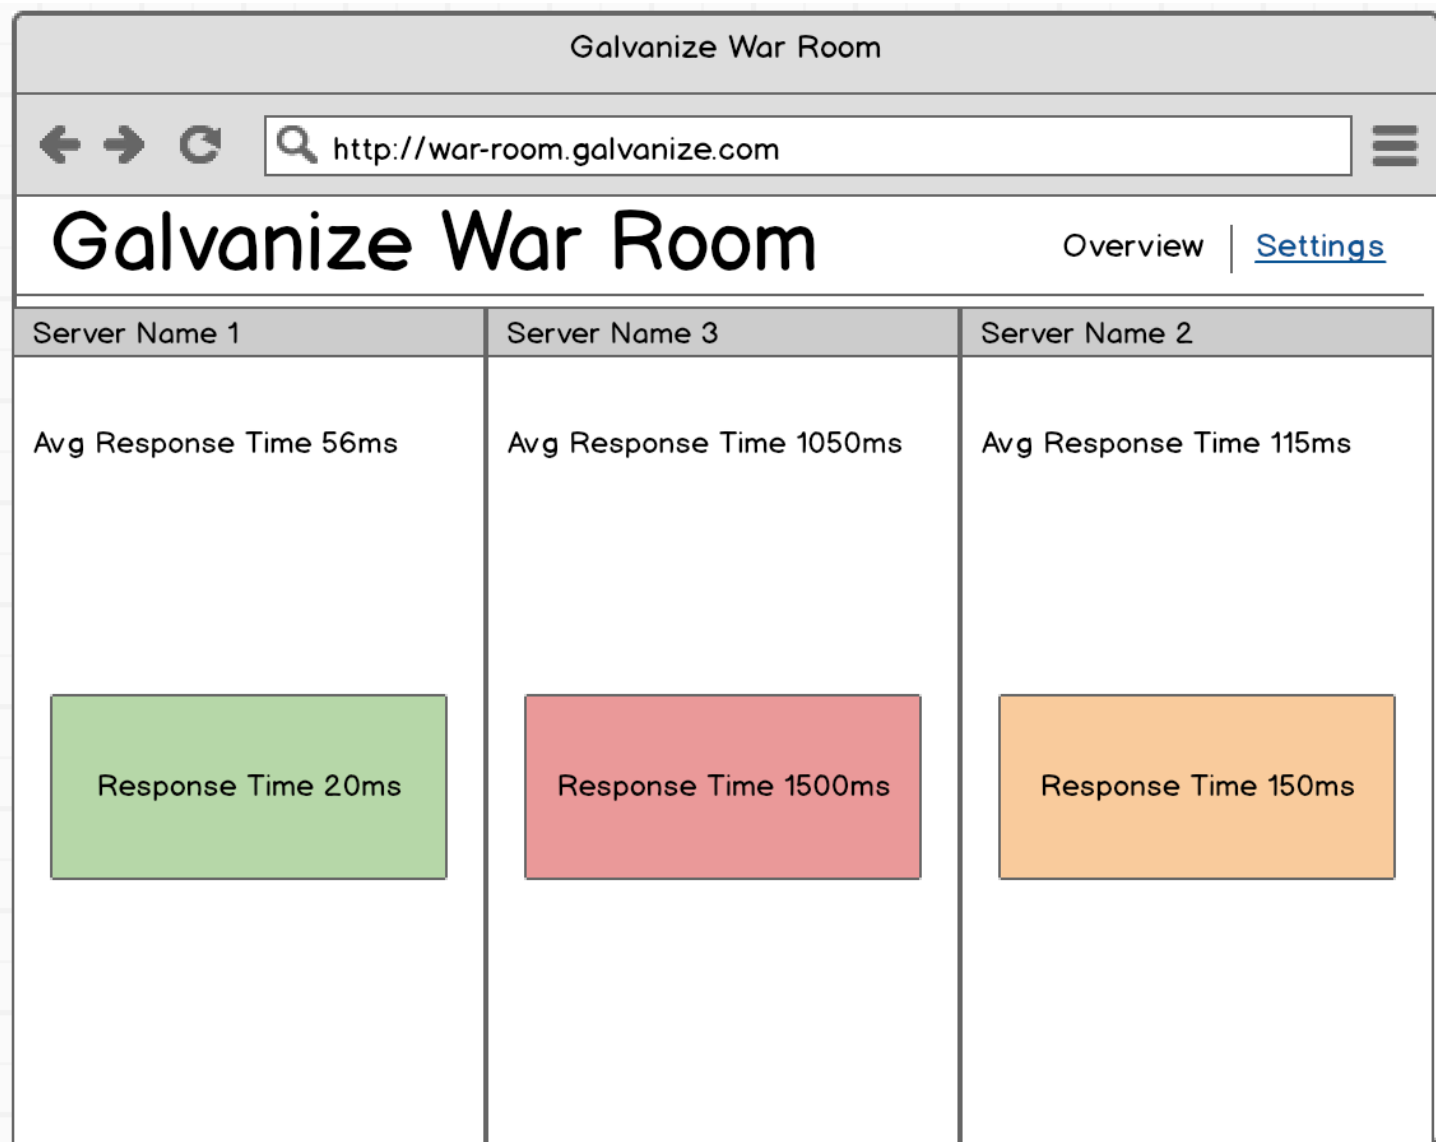 Galvanize War Room
http://war-room.galvanize.com
Galvanize War Room
Overview
Settings
Server Name 1
Server Name 3
Server Name 2
Avg Response Time 56ms
Avg Response Time 1050ms
Avg Response Time 115ms
Response Time 20ms
Response Time 1500ms
Response Time 150ms